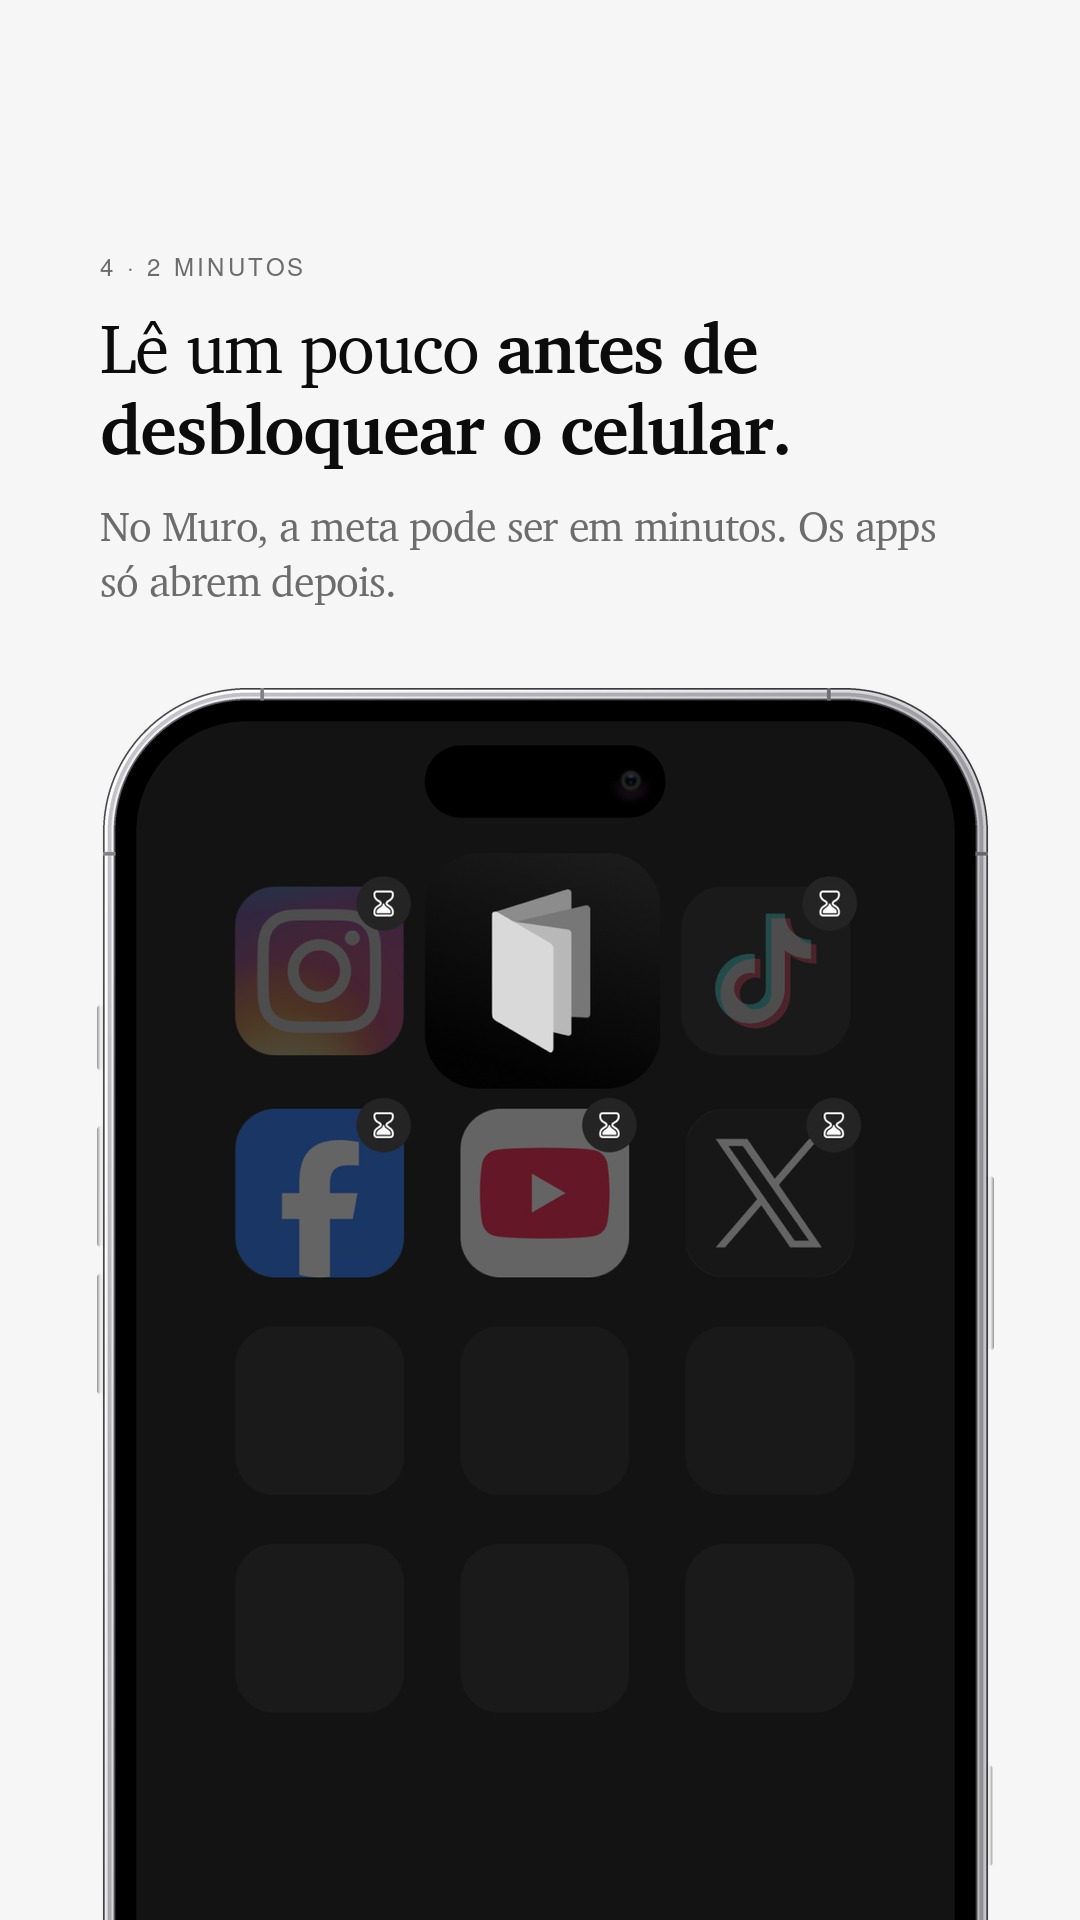 4 · 2 MINUTOS
Lê um pouco antes de
desbloquear o celular.
No Muro, a meta pode ser em minutos. Os apps
só abrem depois.